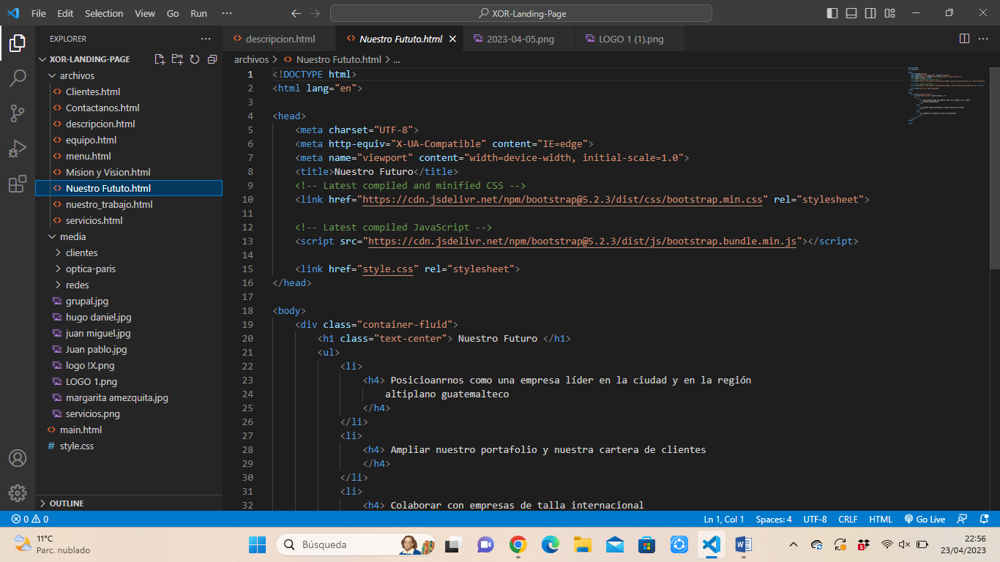 File Edit Selection View Go Run ··· XOR-Landing-Page
EXPLORER ···
descripcion.html Nuestro Fututo.html 2023-04-05.png LOGO 1 (1).png ···
XOR-LANDING-PAGE
archivos > Nuestro Fututo.html > ...
archivos
Clientes.html
Contactanos.html
descripcion.html
equipo.html
menu.html
Mision y Vision.html
Nuestro Fututo.html
nuestro_trabajo.html
servicios.html
media
clientes
optica-paris
redes
grupal.jpg
hugo daniel.jpg
juan miguel.jpg
Juan pablo.jpg
logo !X.png
LOGO 1.png
margarita amezquita.jpg
servicios.png
main.html
style.css
OUTLINE
1 <!DOCTYPE html>
2 <html lang="en">
3
4 <head>
5 <meta charset="UTF-8">
6 <meta http-equiv="X-UA-Compatible" content="IE=edge">
7 <meta name="viewport" content="width=device-width, initial-scale=1.0">
8 <title>Nuestro Futuro</title>
9 <!-- Latest compiled and minified CSS -->
10 <link href="https://cdn.jsdelivr.net/npm/bootstrap@5.2.3/dist/css/bootstrap.min.css" rel="stylesheet">
11
12 <!-- Latest compiled JavaScript -->
13 <script src="https://cdn.jsdelivr.net/npm/bootstrap@5.2.3/dist/js/bootstrap.bundle.min.js"></script>
14
15 <link href="style.css" rel="stylesheet">
16 </head>
17
18 <body>
19 <div class="container-fluid">
20 <h1 class="text-center"> Nuestro Futuro </h1>
21 <ul>
22 <li>
23 <h4> Posicioanrnos como una empresa líder en la ciudad y en la región
24 altiplano guatemalteco
25 </h4>
26 </li>
27 <li>
28 <h4> Ampliar nuestro portafolio y nuestra cartera de clientes
29 </h4>
30 </li>
31 <li>
32 <h4> Colaborar con empresas de talla internacional
0 0 Ln 1, Col 1 Spaces: 4 UTF-8 CRLF HTML Go Live
11°C
Parc. nublado
Búsqueda
22:56
23/04/2023